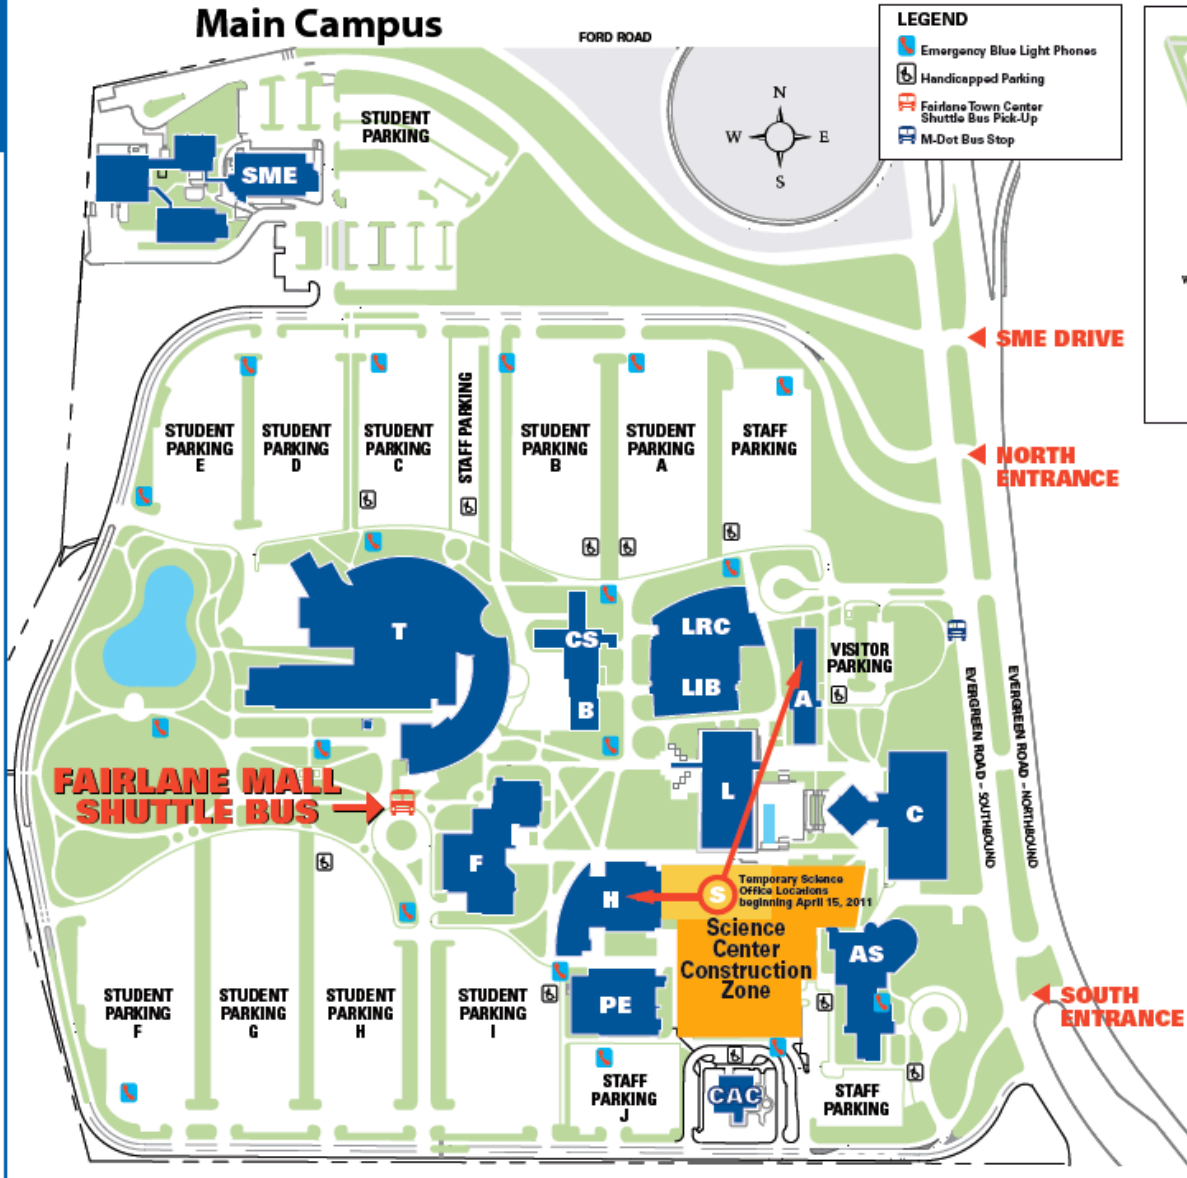 Main Campus
FORD ROAD
LEGEND
Emergency Blue Light Phones
Handicapped Parking
Fairlane Town Center
Shuttle Bus Pick-Up
M-Dot Bus Stop
N
W E
S
STUDENT
PARKING
SME
SME DRIVE
NORTH
ENTRANCE
STUDENT
PARKING
E
STUDENT
PARKING
D
STUDENT
PARKING
C
STAFF PARKING
STUDENT
PARKING
B
STUDENT
PARKING
A
STAFF
PARKING
T
CS
B
LRC
LIB
A
VISITOR
PARKING
EVERGREEN ROAD – SOUTHBOUND
EVERGREEN ROAD – NORTHBOUND
FAIRLANE MALL
SHUTTLE BUS
L
C
F
H
S
Temporary Science
Office Locations
beginning April 15, 2011
Science
Center
Construction
Zone
AS
PE
SOUTH
ENTRANCE
STUDENT
PARKING
F
STUDENT
PARKING
G
STUDENT
PARKING
H
STUDENT
PARKING
I
STAFF
PARKING
J
CAC
STAFF
PARKING